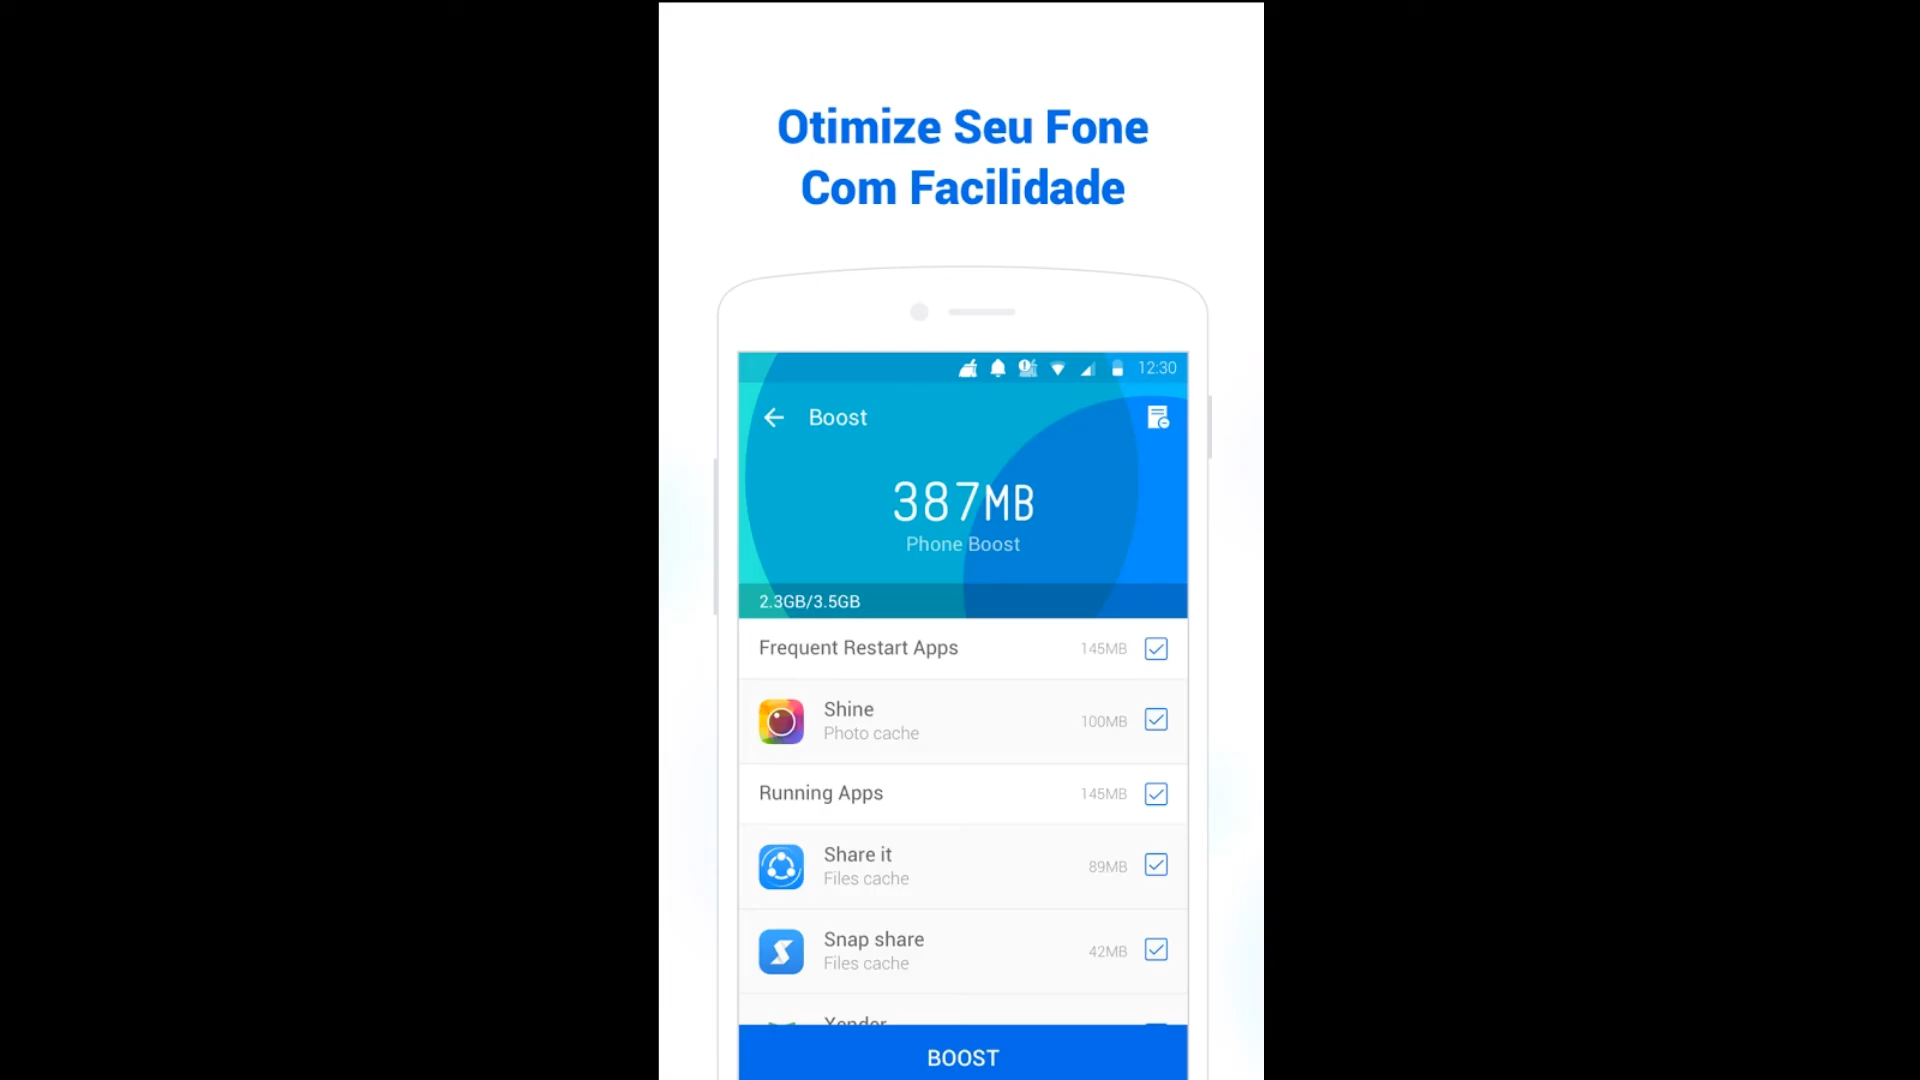 Otimize Seu Fone
Com Facilidade
12:30
Boost
387MB
Phone Boost
2.3GB/3.5GB
Frequent Restart Apps 145MB
Shine 100MB
Photo cache
Running Apps 145MB
Share it 89MB
Files cache
Snap share 42MB
Files cache
Xender
BOOST